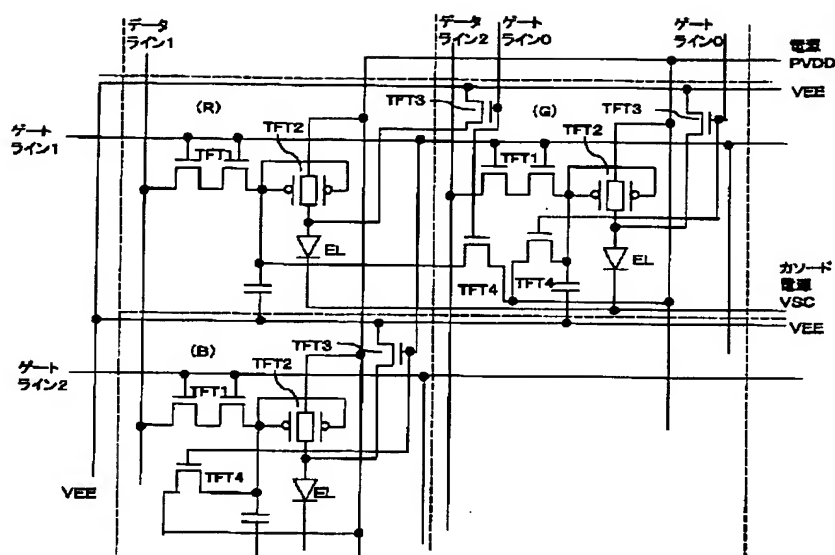 データ
ライン1
データ
ライン2
ゲート
ライン0
ゲート
ライン0
電源
PVDD
VEE
(R)
TFT3
(G)
TFT3
TFT2
TFT2
ゲート
ライン1
TFT1
TFT1
EL
EL
TFT4
TFT4
カソード
電源
VSC
VEE
(B)
TFT3
TFT2
ゲート
ライン2
TFT1
TFT4
EL
VEE